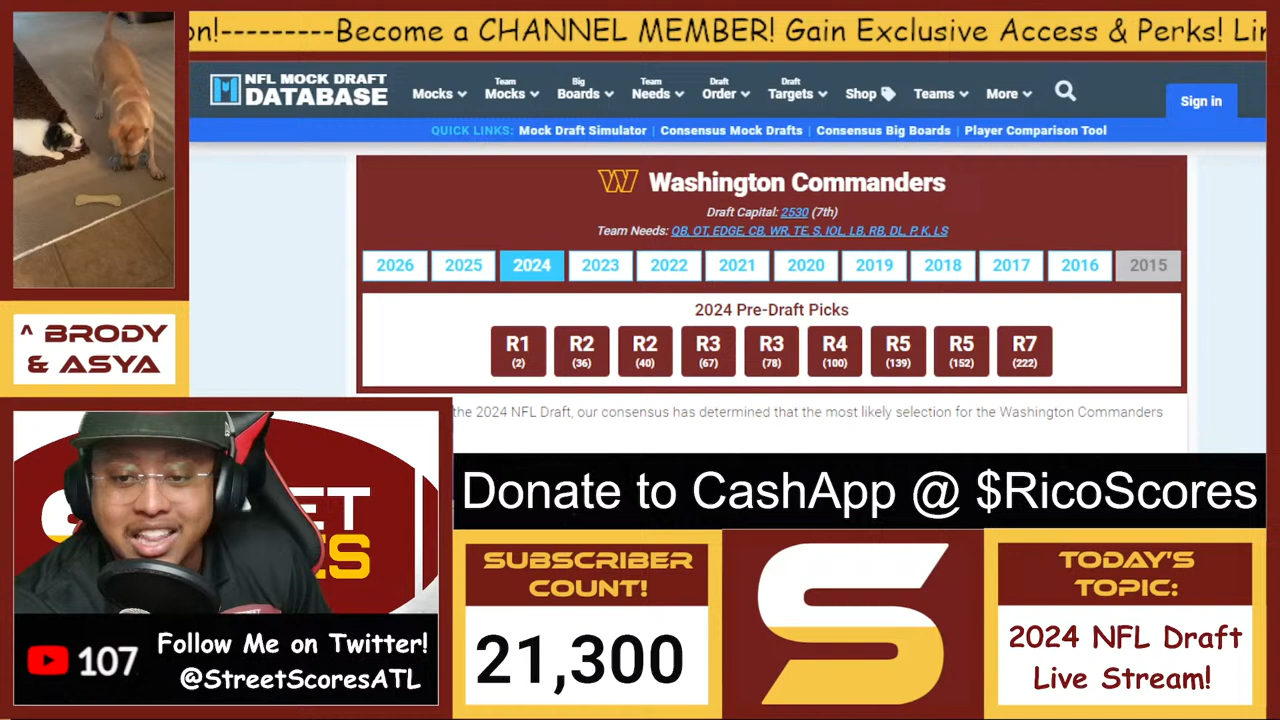 on!---------Become a CHANNEL MEMBER! Gain Exclusive Access & Perks! Lin
NFL MOCK DRAFT
DATABASE
Mocks
Team
Mocks
Big
Boards
Team
Needs
Draft
Order
Draft
Targets
Shop
Teams
More
Sign in
QUICK LINKS: Mock Draft Simulator | Consensus Mock Drafts | Consensus Big Boards | Player Comparison Tool
W Washington Commanders
Draft Capital: 2530 (7th)
Team Needs: QB, OT, EDGE, CB, WR, TE, S, IOL, LB, RB, DL, P, K, LS
2026 2025 2024 2023 2022 2021 2020 2019 2018 2017 2016 2015
2024 Pre-Draft Picks
R1 R2 R2 R3 R3 R4 R5 R5 R7
(2) (36) (40) (67) (78) (100) (139) (152) (222)
the 2024 NFL Draft, our consensus has determined that the most likely selection for the Washington Commanders
^ BRODY
& ASYA
Donate to CashApp @ $RicoScores
SUBSCRIBER
COUNT!
21,300
S
TODAY'S
TOPIC:
2024 NFL Draft
Live Stream!
107
Follow Me on Twitter!
@StreetScoresATL